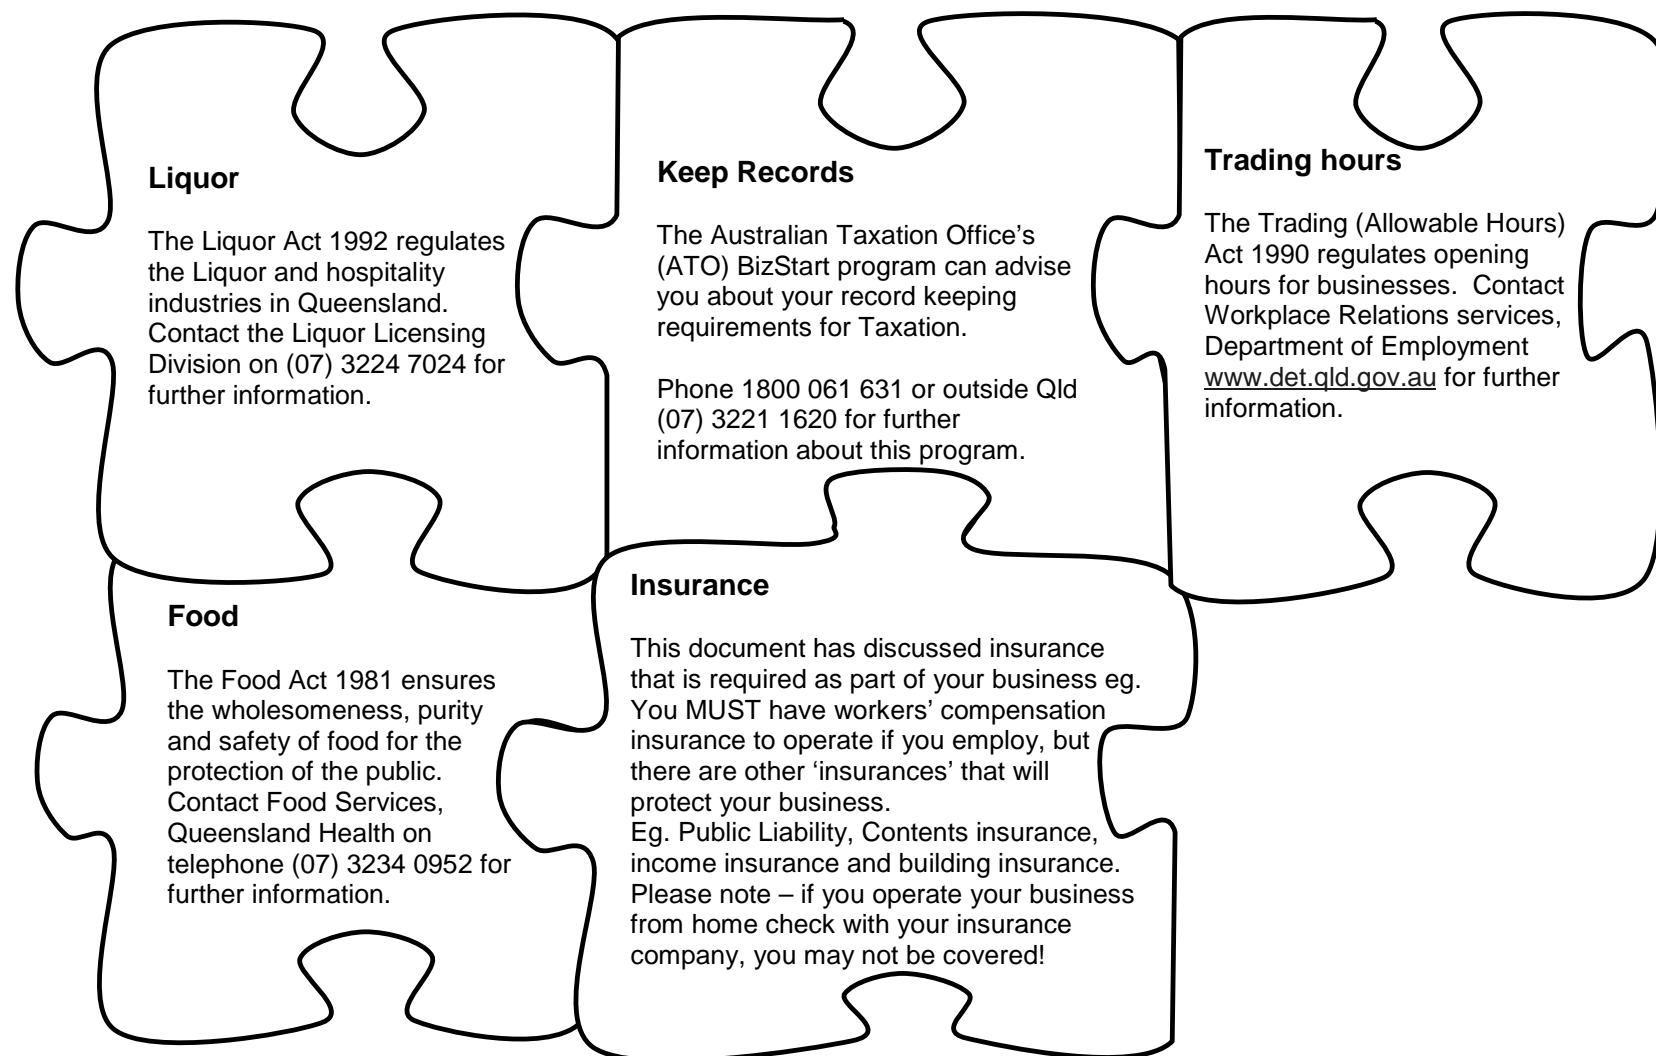 Liquor
The Liquor Act 1992 regulates
the Liquor and hospitality
industries in Queensland.
Contact the Liquor Licensing
Division on (07) 3224 7024 for
further information.
Keep Records
The Australian Taxation Office’s
(ATO) BizStart program can advise
you about your record keeping
requirements for Taxation.
Phone 1800 061 631 or outside Qld
(07) 3221 1620 for further
information about this program.
Trading hours
The Trading (Allowable Hours)
Act 1990 regulates opening
hours for businesses.  Contact
Workplace Relations services,
Department of Employment
www.det.qld.gov.au for further
information.
Food
The Food Act 1981 ensures
the wholesomeness, purity
and safety of food for the
protection of the public.
Contact Food Services,
Queensland Health on
telephone (07) 3234 0952 for
further information.
Insurance
This document has discussed insurance
that is required as part of your business eg.
You MUST have workers’ compensation
insurance to operate if you employ, but
there are other ‘insurances’ that will
protect your business.
Eg. Public Liability, Contents insurance,
income insurance and building insurance.
Please note – if you operate your business
from home check with your insurance
company, you may not be covered!